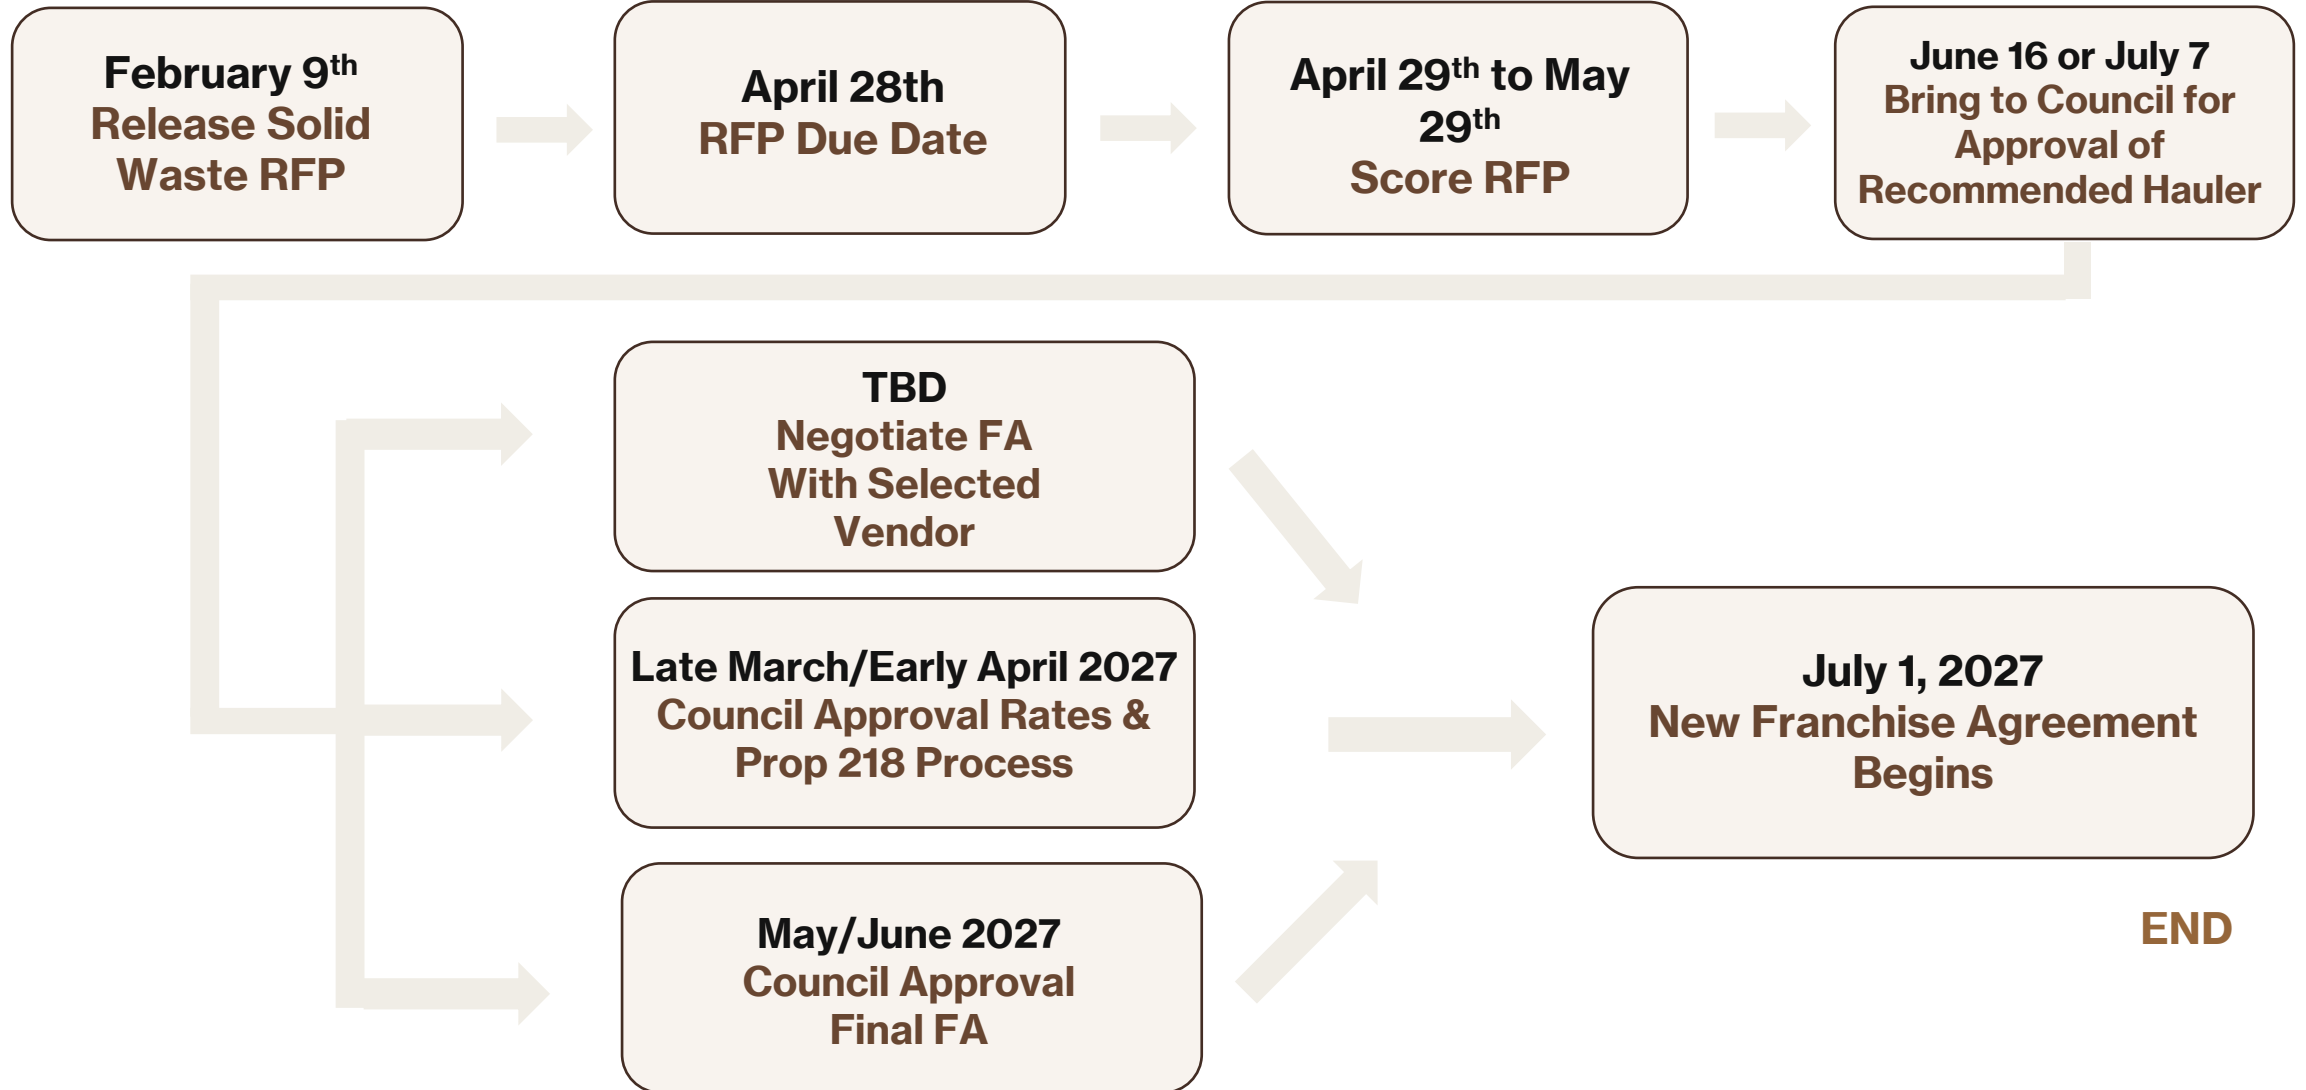 February 9th
Release Solid
Waste RFP
April 28th
RFP Due Date
April 29th to May
29th
Score RFP
June 16 or July 7
Bring to Council for
Approval of
Recommended Hauler
TBD
Negotiate FA
With Selected
Vendor
Late March/Early April 2027
Council Approval Rates &
Prop 218 Process
May/June 2027
Council Approval
Final FA
July 1, 2027
New Franchise Agreement
Begins
END